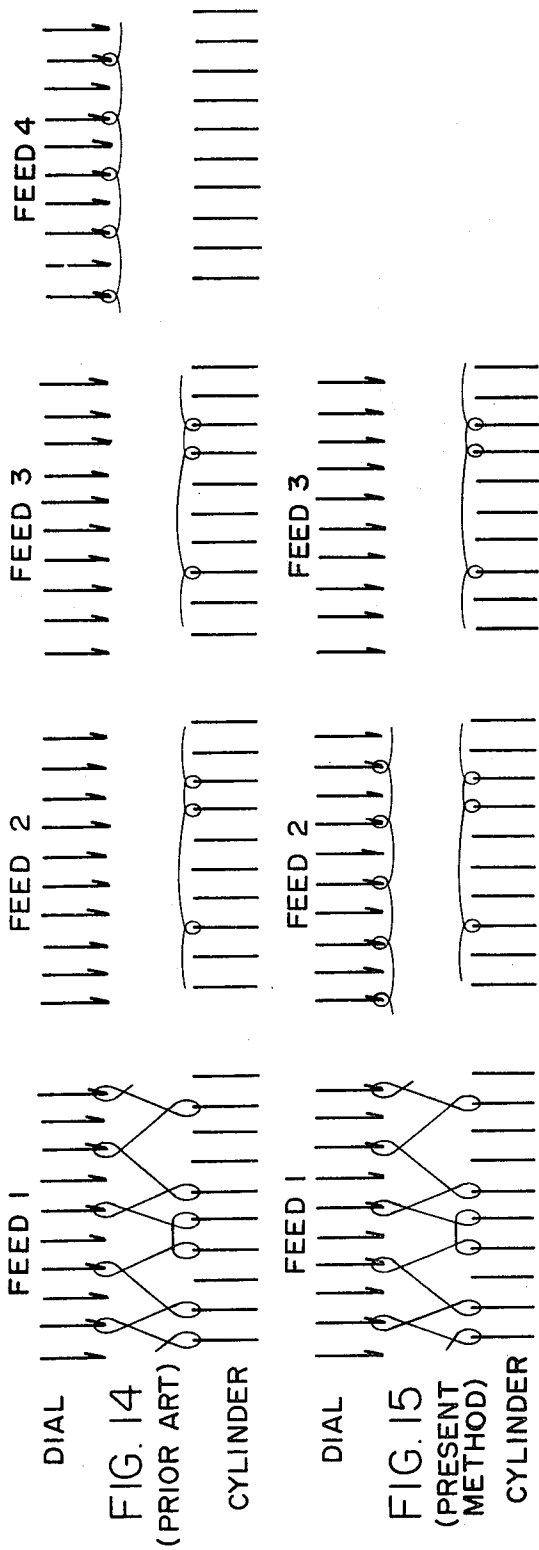 FEED 1
FEED 2
FEED 3
FEED 4
DIAL
FIG. 14
(PRIOR ART)
CYLINDER
FEED 1
FEED 2
FEED 3
DIAL
FIG. 15
(PRESENT
METHOD)
CYLINDER